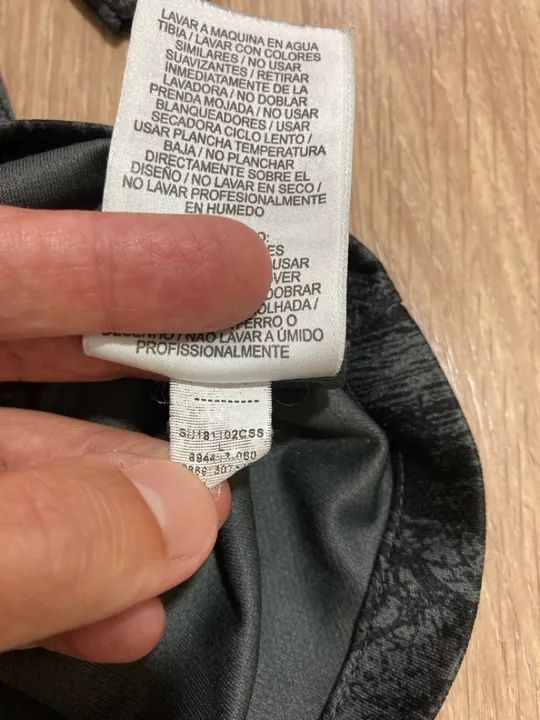 LAVAR A MAQUINA EN AGUA
TIBIA / LAVAR CON COLORES
SIMILARES / NO USAR
SUAVIZANTES / RETIRAR
INMEDIATAMENTE DE LA
LAVADORA / NO DOBLAR
PRENDA MOJADA / NO USAR
BLANQUEADORES / USAR
SECADORA CICLO LENTO /
USAR PLANCHA TEMPERATURA
BAJA / NO PLANCHAR
DIRECTAMENTE SOBRE EL
DISEÑO / NO LAVAR EN SECO /
NO LAVAR PROFESIONALMENTE
EN HUMEDO
USAR
DOBRAR
/
FERRO O
DESENHO / NÃO LAVAR A ÚMIDO
PROFISSIONALMENTE
------------
SU181102CSS